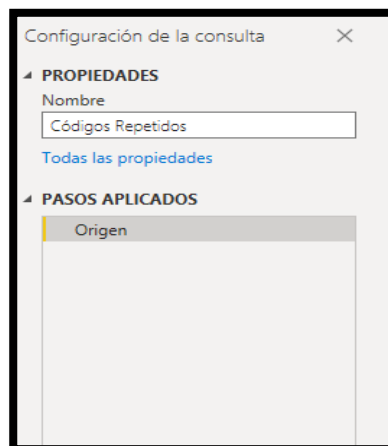 Configuración de la consulta
PROPIEDADES
Nombre
Códigos Repetidos
Todas las propiedades
PASOS APLICADOS
Origen